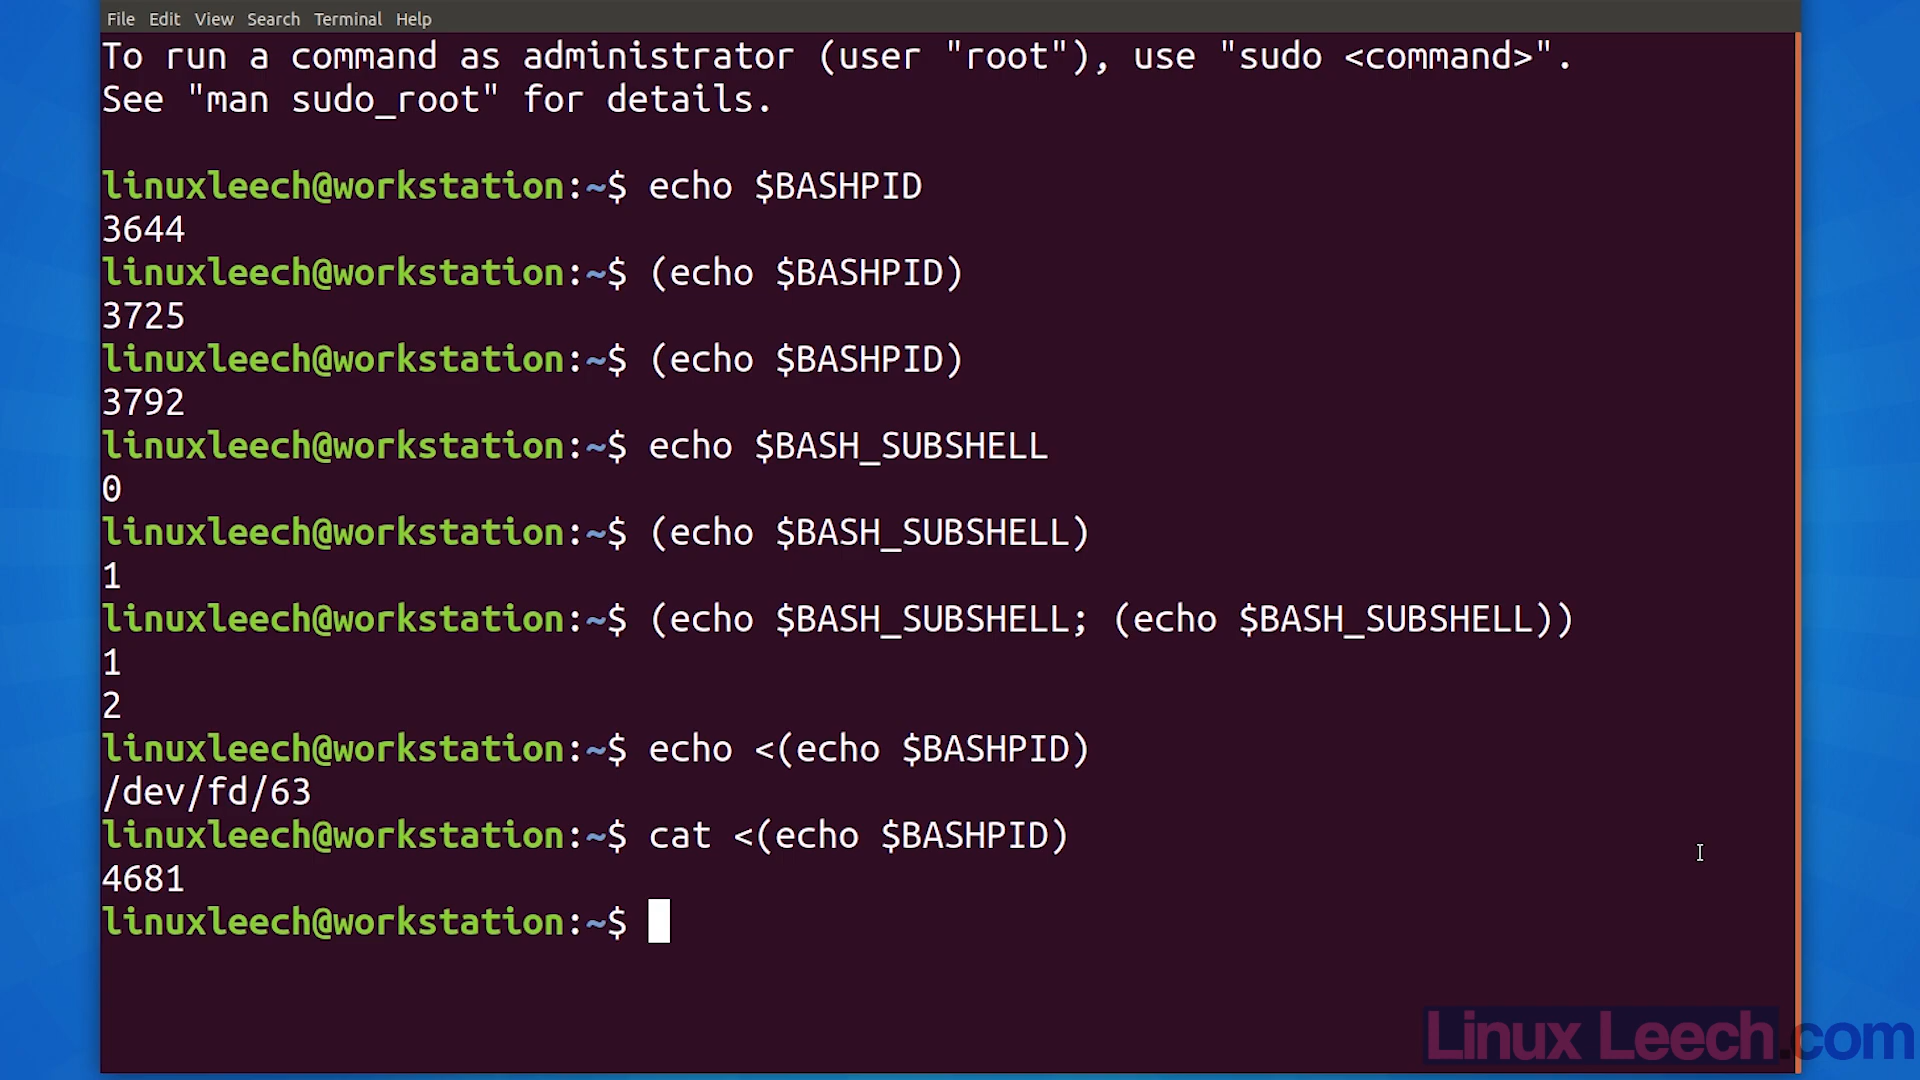 File Edit View Search Terminal Help
To run a command as administrator (user "root"), use "sudo <command>".
See "man sudo_root" for details.
linuxleech@workstation:~$ echo $BASHPID
3644
linuxleech@workstation:~$ (echo $BASHPID)
3725
linuxleech@workstation:~$ (echo $BASHPID)
3792
linuxleech@workstation:~$ echo $BASH_SUBSHELL
0
linuxleech@workstation:~$ (echo $BASH_SUBSHELL)
1
linuxleech@workstation:~$ (echo $BASH_SUBSHELL; (echo $BASH_SUBSHELL))
1
2
linuxleech@workstation:~$ echo <(echo $BASHPID)
/dev/fd/63
linuxleech@workstation:~$ cat <(echo $BASHPID)
4681
linuxleech@workstation:~$
Linux Leech.com